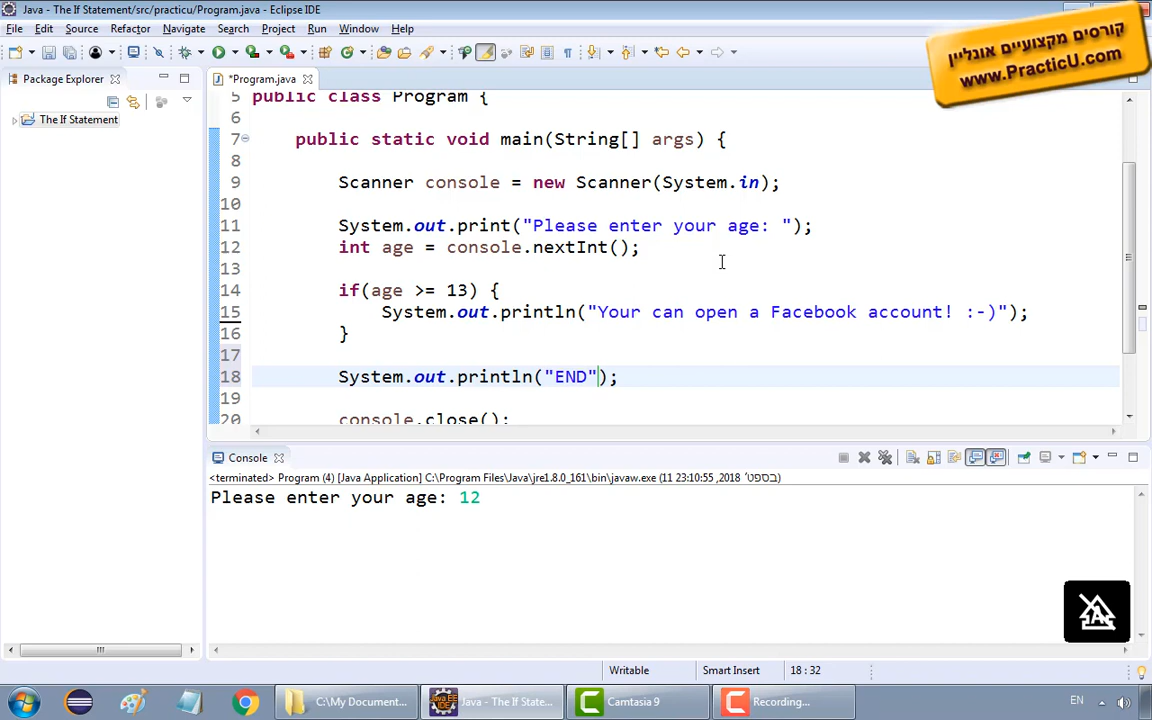 Java - The If Statement/src/practicu/Program.java - Eclipse IDE
File Edit Source Refactor Navigate Search Project Run Window Help
קורסים מקצועיים אונליין
www.PracticU.com
Package Explorer
*Program.java
The If Statement
5 public class Program {
6
7 public static void main(String[] args) {
8
9 Scanner console = new Scanner(System.in);
10
11 System.out.print("Please enter your age: ");
12 int age = console.nextInt();
13
14 if(age >= 13) {
15 System.out.println("Your can open a Facebook account! :-)");
16 }
17
18 System.out.println("END");
19
20 console.close();
Console
<terminated> Program (4) [Java Application] C:\Program Files\Java\jre1.8.0_161\bin\javaw.exe (11 בספט׳ 2018, 23:10:55)
Please enter your age: 12
Writable Smart Insert 18 : 32
C:\My Document... Java - The If State... Camtasia 9 Recording... EN